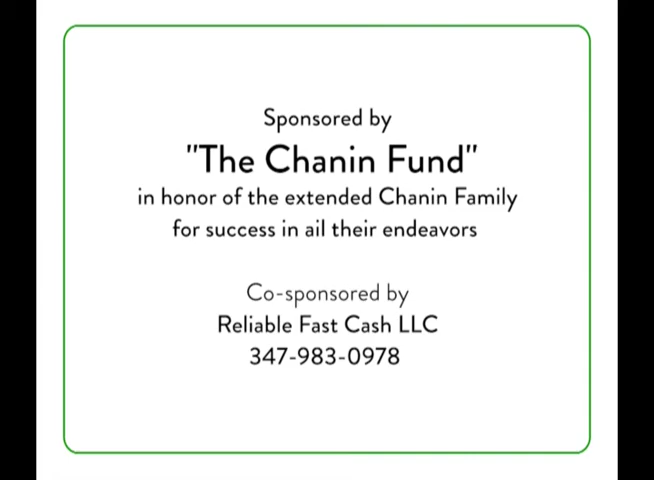 Sponsored by
"The Chanin Fund"
in honor of the extended Chanin Family
for success in ail their endeavors
Co-sponsored by
Reliable Fast Cash LLC
347-983-0978